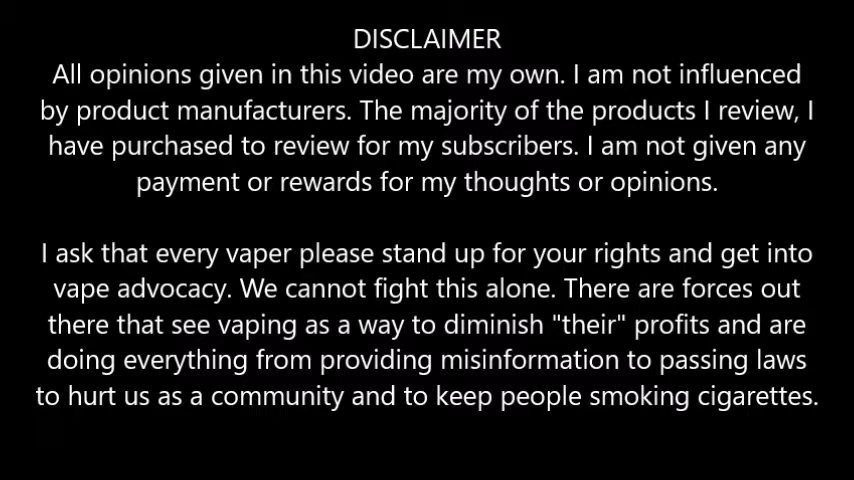 DISCLAIMER
All opinions given in this video are my own. I am not influenced
by product manufacturers. The majority of the products I review, I
have purchased to review for my subscribers. I am not given any
payment or rewards for my thoughts or opinions.
I ask that every vaper please stand up for your rights and get into
vape advocacy. We cannot fight this alone. There are forces out
there that see vaping as a way to diminish "their" profits and are
doing everything from providing misinformation to passing laws
to hurt us as a community and to keep people smoking cigarettes.